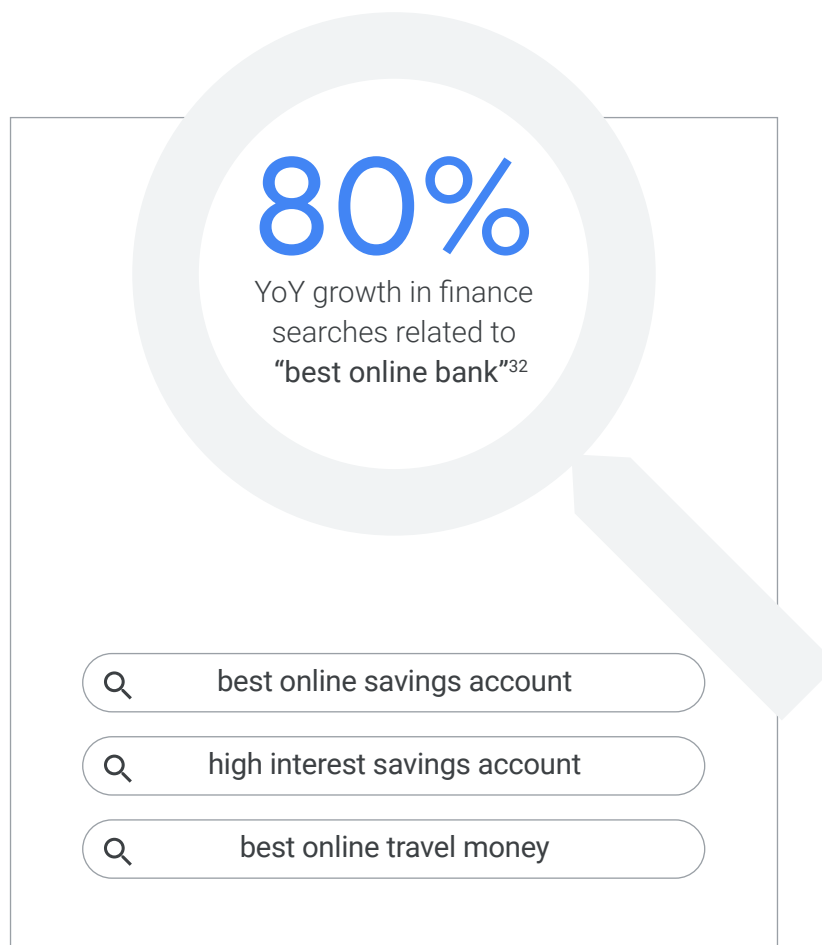 80%
YoY growth in finance
searches related to
“best online bank”32
best online savings account
high interest savings account
best online travel money